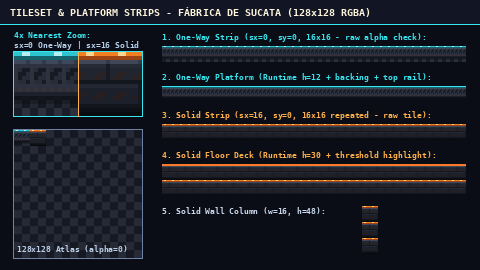 TILESET & PLATFORM STRIPS - FÁBRICA DE SUCATA (128x128 RGBA)
4x Nearest Zoom:
sx=0 One-Way | sx=16 Solid
128x128 Atlas (alpha=0)
1. One-Way Strip (sx=0, sy=0, 16x16 - raw alpha check):
2. One-Way Platform (Runtime h=12 + backing + top rail):
3. Solid Strip (sx=16, sy=0, 16x16 repeated - raw tile):
4. Solid Floor Deck (Runtime h=30 + threshold highlight):
5. Solid Wall Column (w=16, h=48):